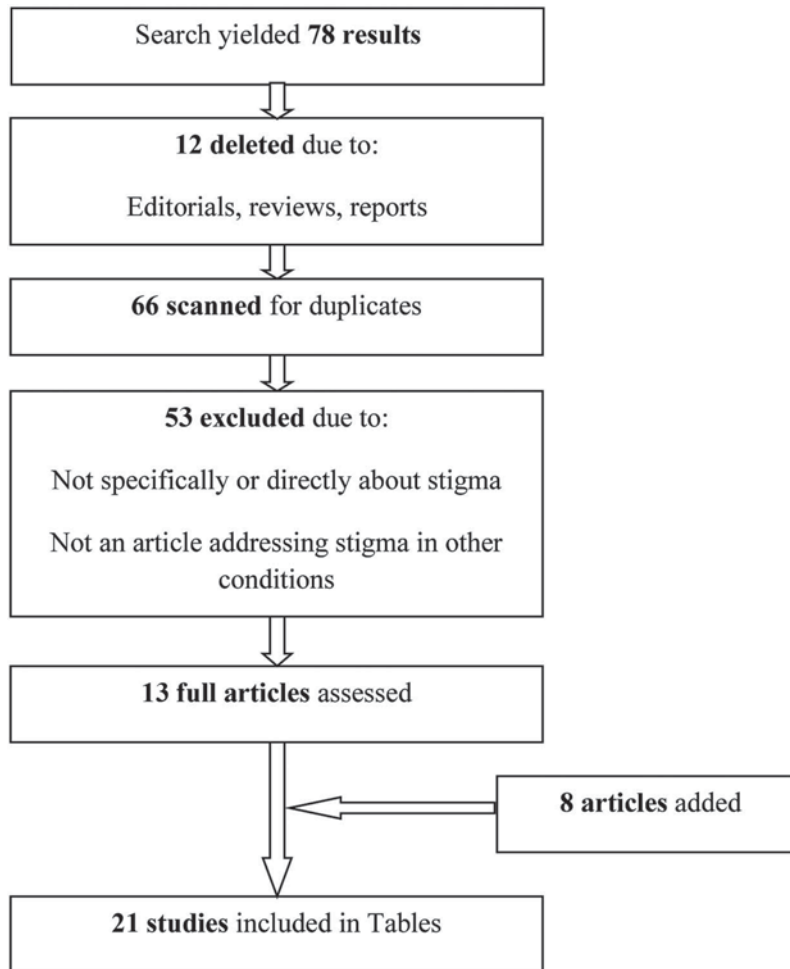 Search yielded 78 results
12 deleted due to:
Editorials, reviews, reports
66 scanned for duplicates
53 excluded due to:
Not specifically or directly about stigma
Not an article addressing stigma in other
conditions
13 full articles assessed
8 articles added
21 studies included in Tables